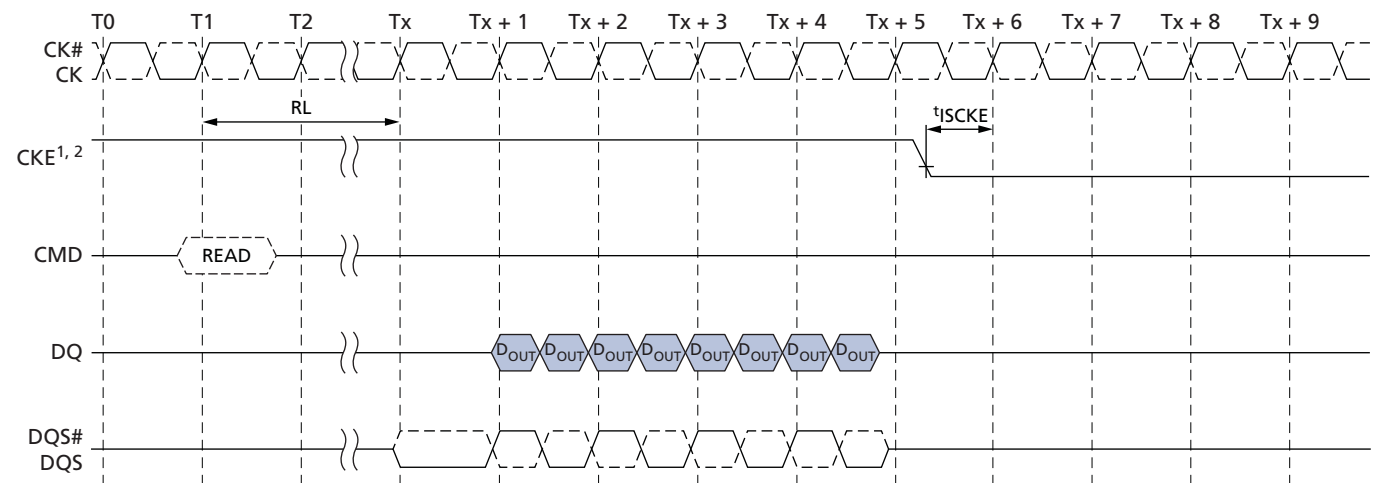 T0 T1 T2 Tx Tx + 1 Tx + 2 Tx + 3 Tx + 4 Tx + 5 Tx + 6 Tx + 7 Tx + 8 Tx + 9
CK#
CK
RL
tISCKE
CKE1, 2
CMD READ
DQ DOUT DOUT DOUT DOUT DOUT DOUT DOUT DOUT
DQS#
DQS